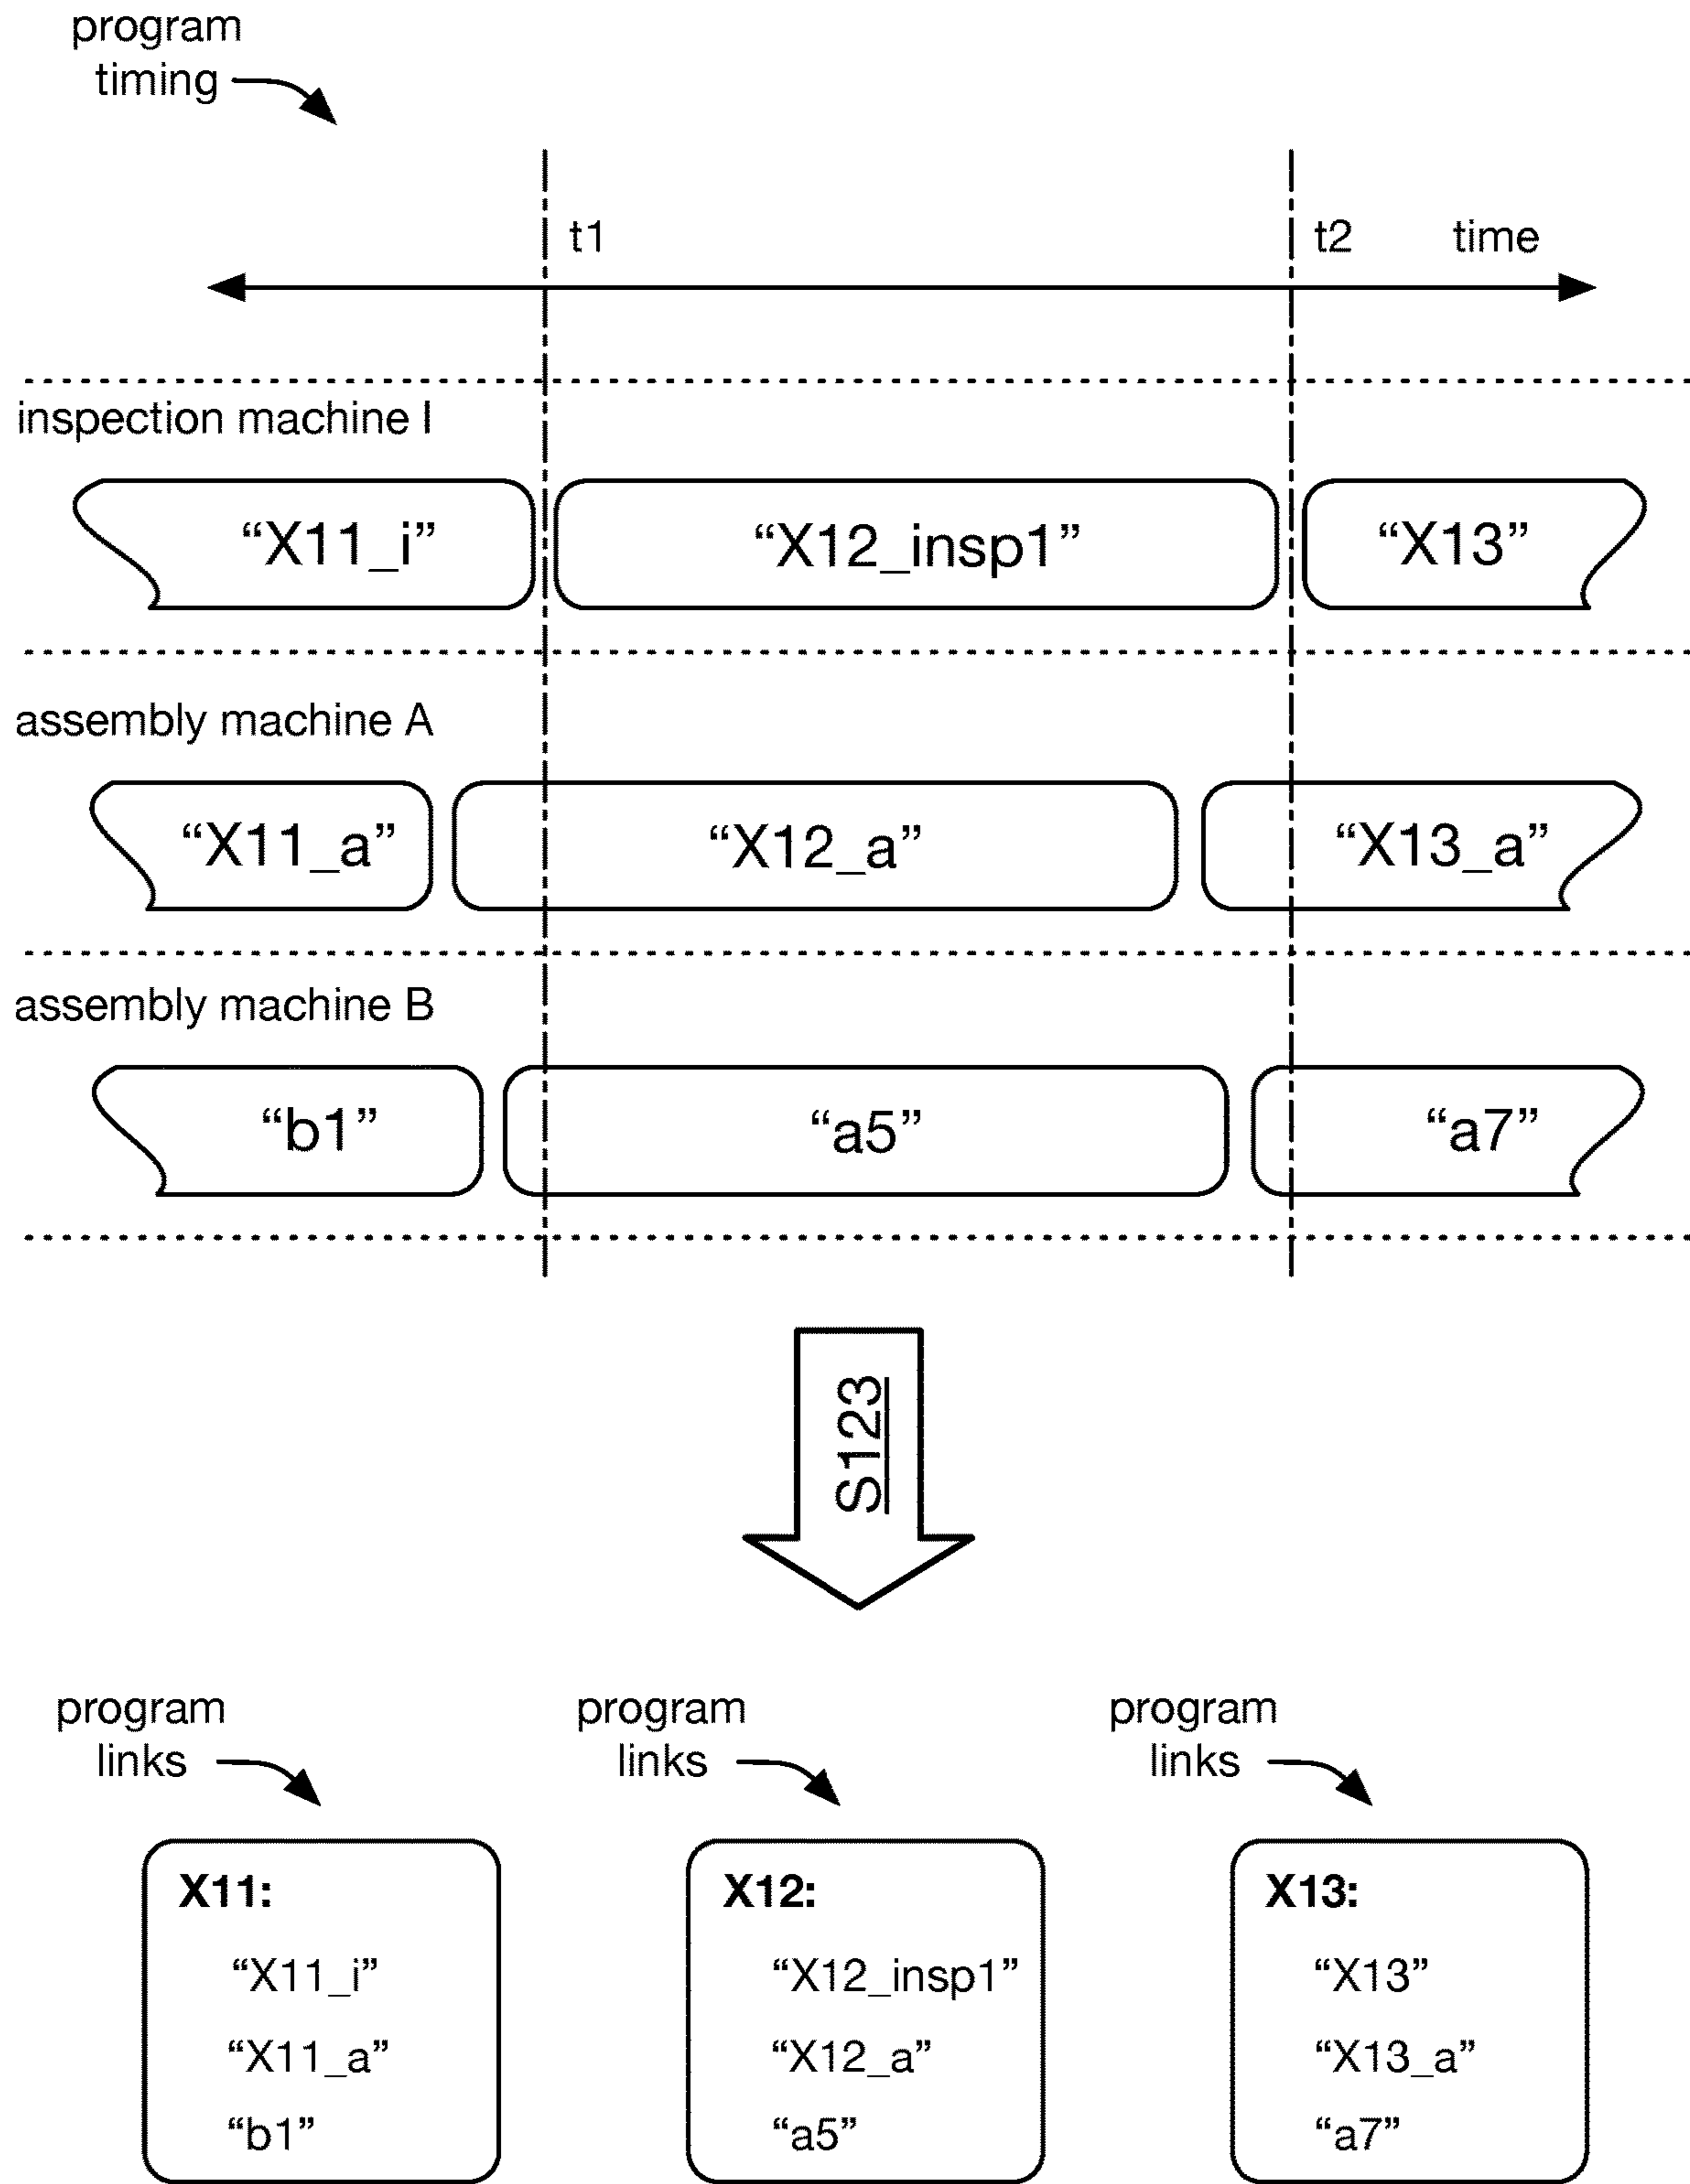 program
timing
t1
t2
time
inspection machine I
“X11_i”
“X12_insp1”
“X13”
assembly machine A
“X11_a”
“X12_a”
“X13_a”
assembly machine B
“b1”
“a5”
“a7”
S123
program
links
program
links
program
links
X11:
“X11_i”
“X11_a”
“b1”
X12:
“X12_insp1”
“X12_a”
“a5”
X13:
“X13”
“X13_a”
“a7”